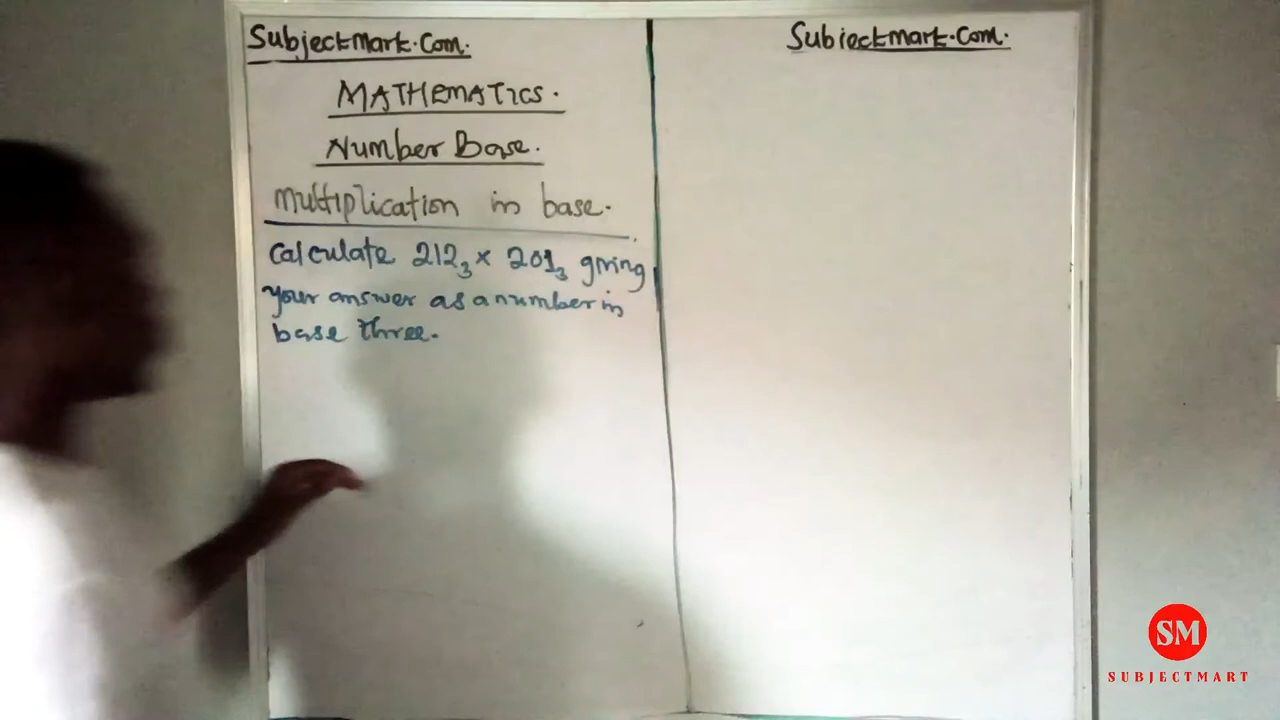 Subjectmark.Com.
MATHEMATICS.
Number Base.
multiplication in base.
Calculate 212₃ x 201₃ giving
your answer as a number in
base three.
Subjectmark.Com.
SM
SUBJECTMART